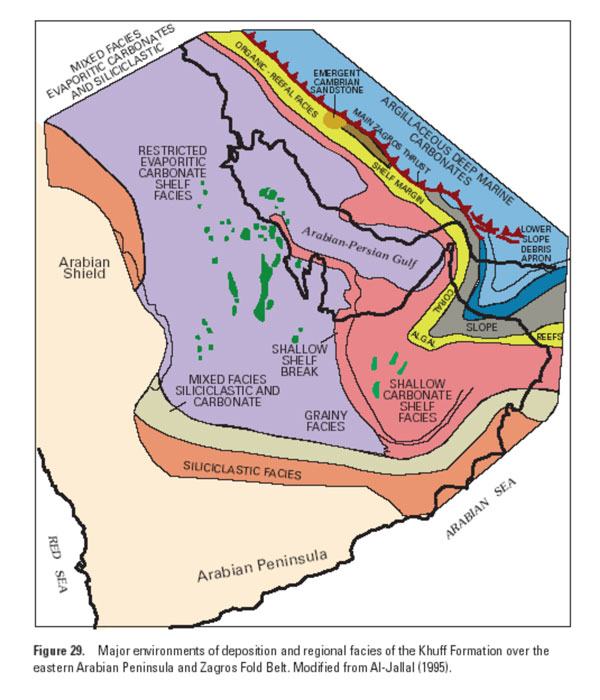 MIXED FACIES
EVAPORITIC CARBONATES
AND SILICICLASTIC
ORGANIC - REEFAL FACIES
EMERGENT
CAMBRIAN
SANDSTONE
ARGILLACEOUS DEEP MARINE
CARBONATES
MAIN ZAGROS THRUST
SHELF MARGIN
RESTRICTED
EVAPORITIC
CARBONATE
SHELF
FACIES
LOWER
SLOPE
DEBRIS
APRON
Arabian-Persian Gulf
Arabian
Shield
CORAL
ALGAL
REEFS
SLOPE
SHALLOW
SHELF
BREAK
MIXED FACIES
SILICICLASTIC AND
CARBONATE
SHALLOW
CARBONATE
SHELF
FACIES
GRAINY
FACIES
SILICICLASTIC FACIES
ARABIAN SEA
RED SEA
Arabian Peninsula
Figure 29. Major environments of deposition and regional facies of the Khuff Formation over the
eastern Arabian Peninsula and Zagros Fold Belt. Modified from Al-Jallal (1995).